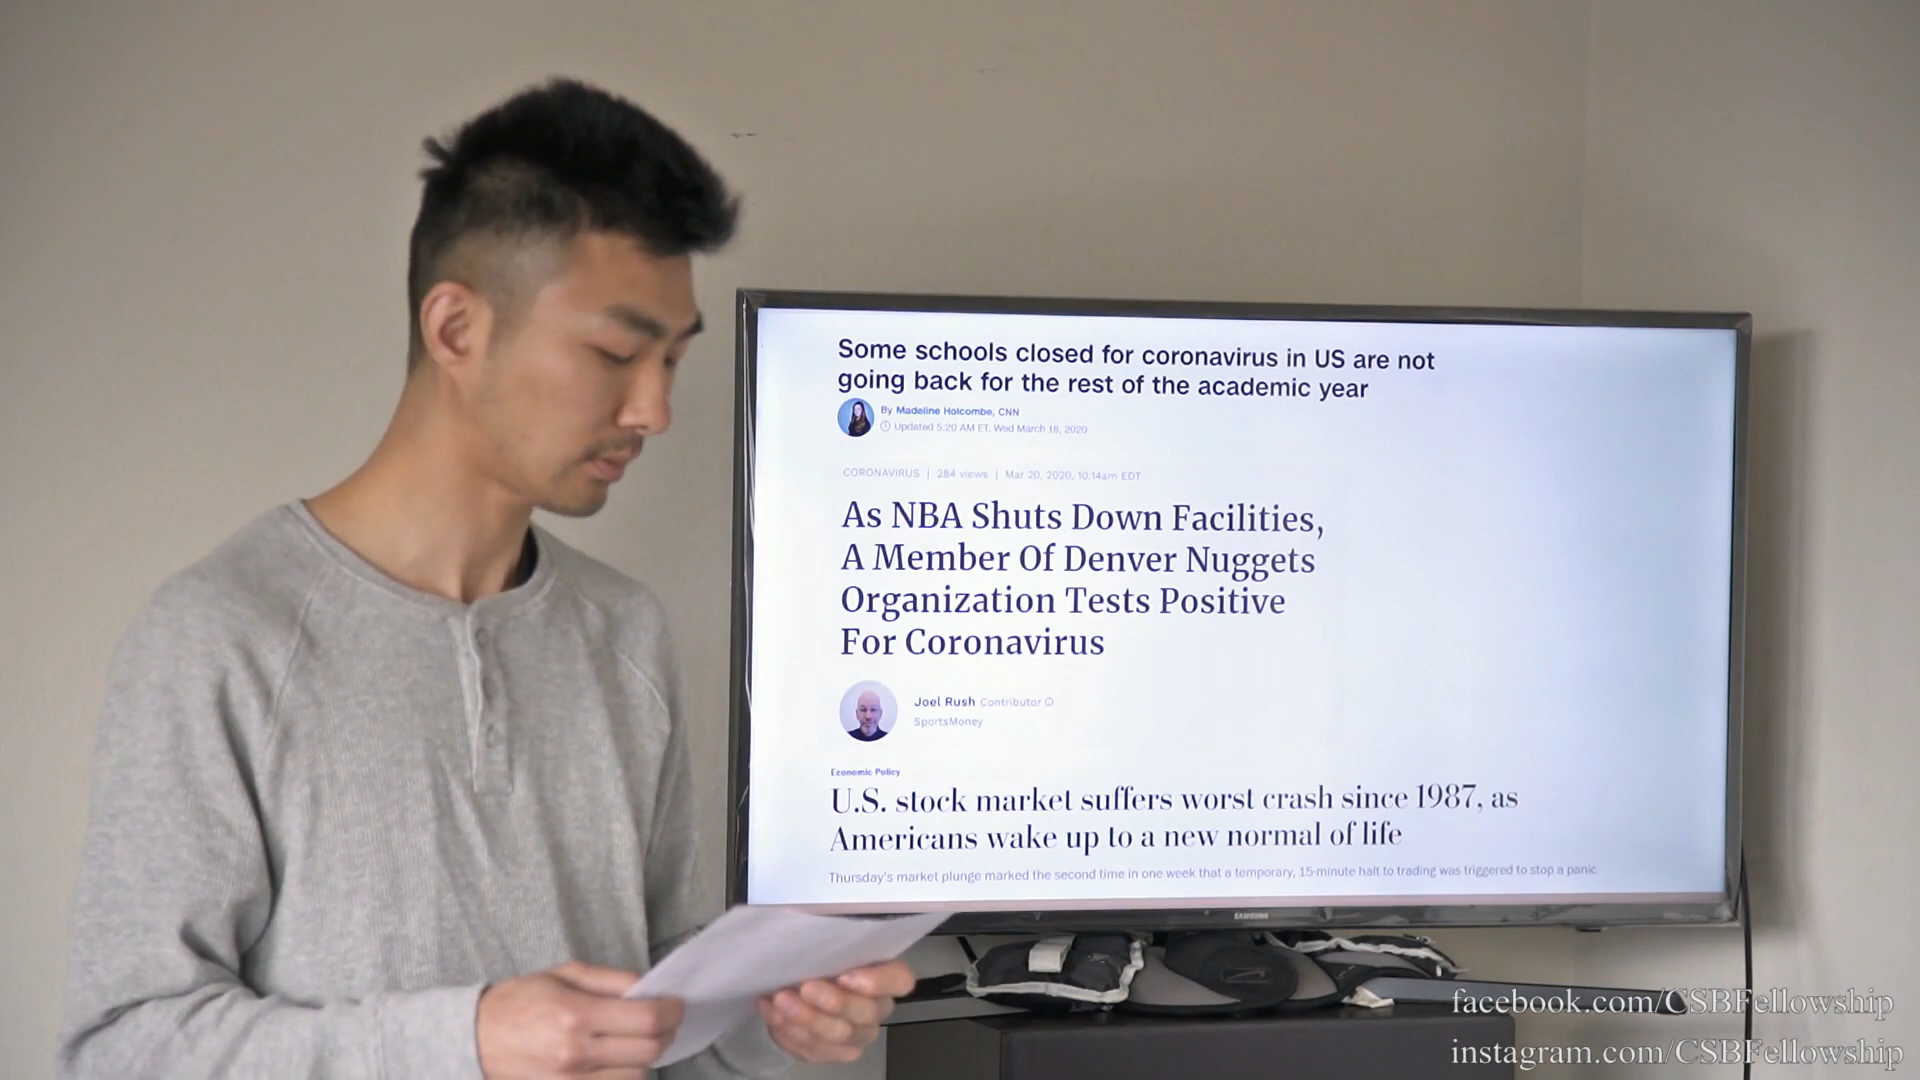 Some schools closed for coronavirus in US are not
going back for the rest of the academic year
By Madeline Holcombe, CNN
Updated 5:20 AM ET, Wed March 18, 2020
CORONAVIRUS | 284 views | Mar 20, 2020, 10:14am EDT
As NBA Shuts Down Facilities,
A Member Of Denver Nuggets
Organization Tests Positive
For Coronavirus
Joel Rush Contributor
SportsMoney
Economic Policy
U.S. stock market suffers worst crash since 1987, as
Americans wake up to a new normal of life
Thursday's market plunge marked the second time in one week that a temporary, 15-minute halt to trading was triggered to stop a panic
SAMSUNG
facebook.com/CSBFellowship
instagram.com/CSBFellowship